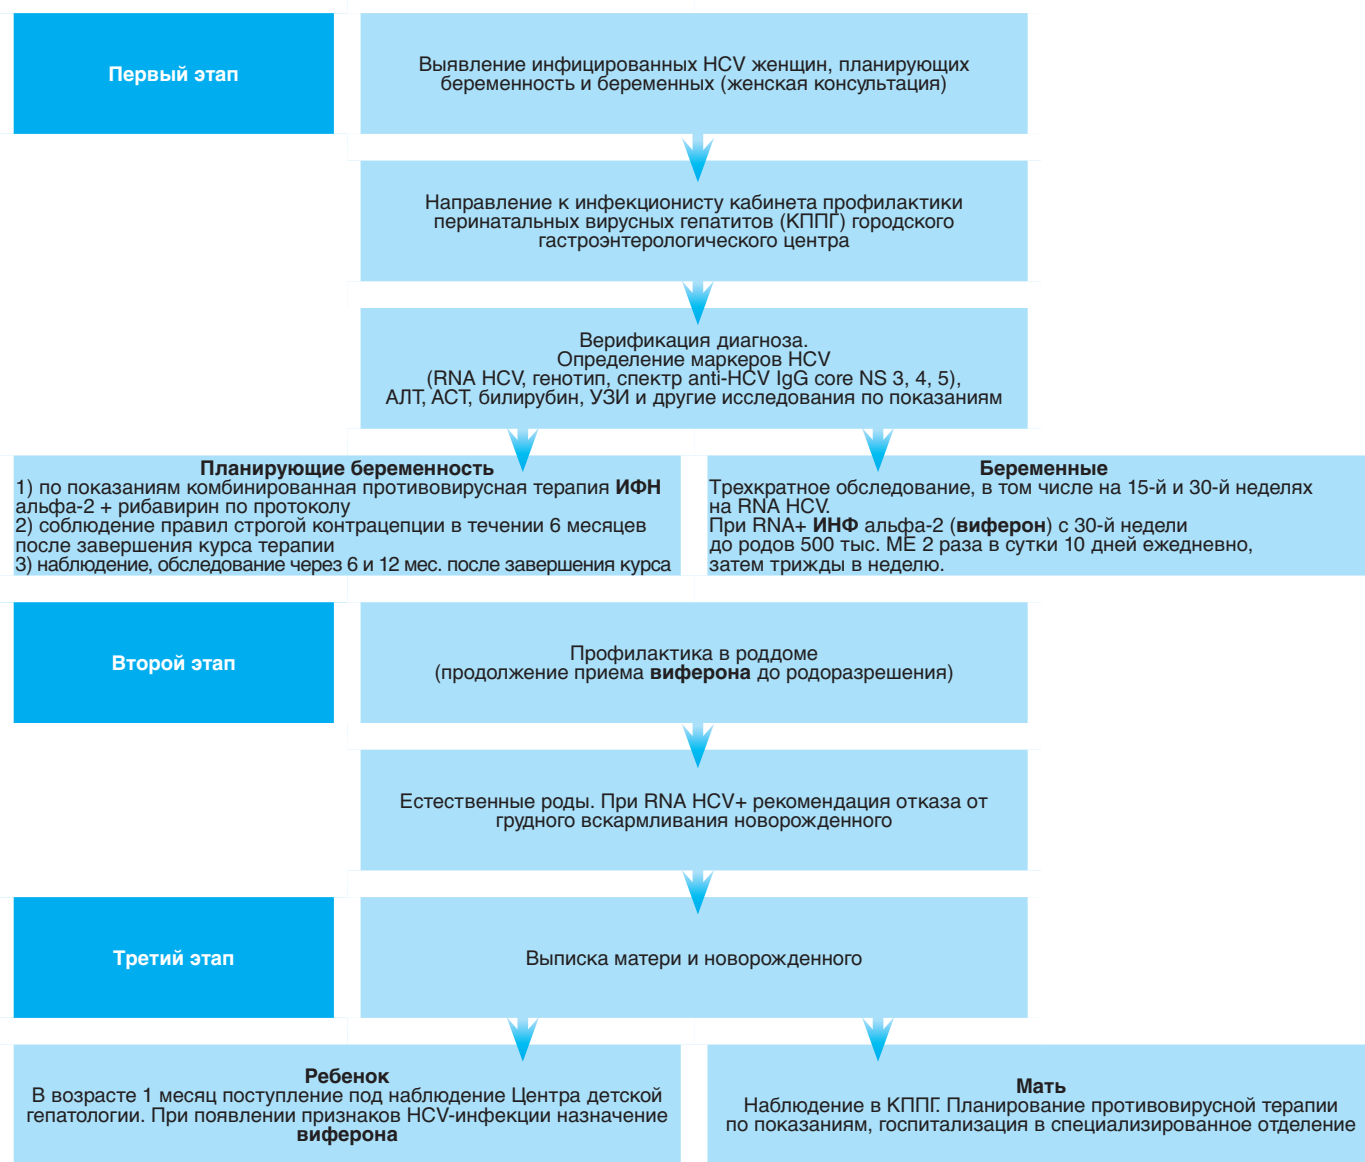 Первый этап
Выявление инфицированных HCV женщин, планирующих
беременность и беременных (женская консультация)
Направление к инфекционисту кабинета профилактики
перинатальных вирусных гепатитов (КППГ) городского
гастроэнтерологического центра
Верификация диагноза.
Определение маркеров HCV
(RNA HCV, генотип, спектр anti-HCV IgG core NS 3, 4, 5),
АЛТ, АСТ, билирубин, УЗИ и другие исследования по показаниям
Планирующие беременность
1) по показаниям комбинированная противовирусная терапия ИФН
альфа-2 + рибавирин по протоколу
2) соблюдение правил строгой контрацепции в течении 6 месяцев
после завершения курса терапии
3) наблюдение, обследование через 6 и 12 мес. после завершения курса
Беременные
Трехкратное обследование, в том числе на 15-й и 30-й неделях
на RNA HCV.
При RNA+ ИНФ альфа-2 (виферон) с 30-й недели
до родов 500 тыс. МЕ 2 раза в сутки 10 дней ежедневно,
затем трижды в неделю.
Второй этап
Профилактика в роддоме
(продолжение приема виферона до родоразрешения)
Естественные роды. При RNA HCV+ рекомендация отказа от
грудного вскармливания новорожденного
Третий этап
Выписка матери и новорожденного
Ребенок
В возрасте 1 месяц поступление под наблюдение Центра детской
гепатологии. При появлении признаков HCV-инфекции назначение
виферона
Мать
Наблюдение в КППГ. Планирование противовирусной терапии
по показаниям, госпитализация в специализированное отделение